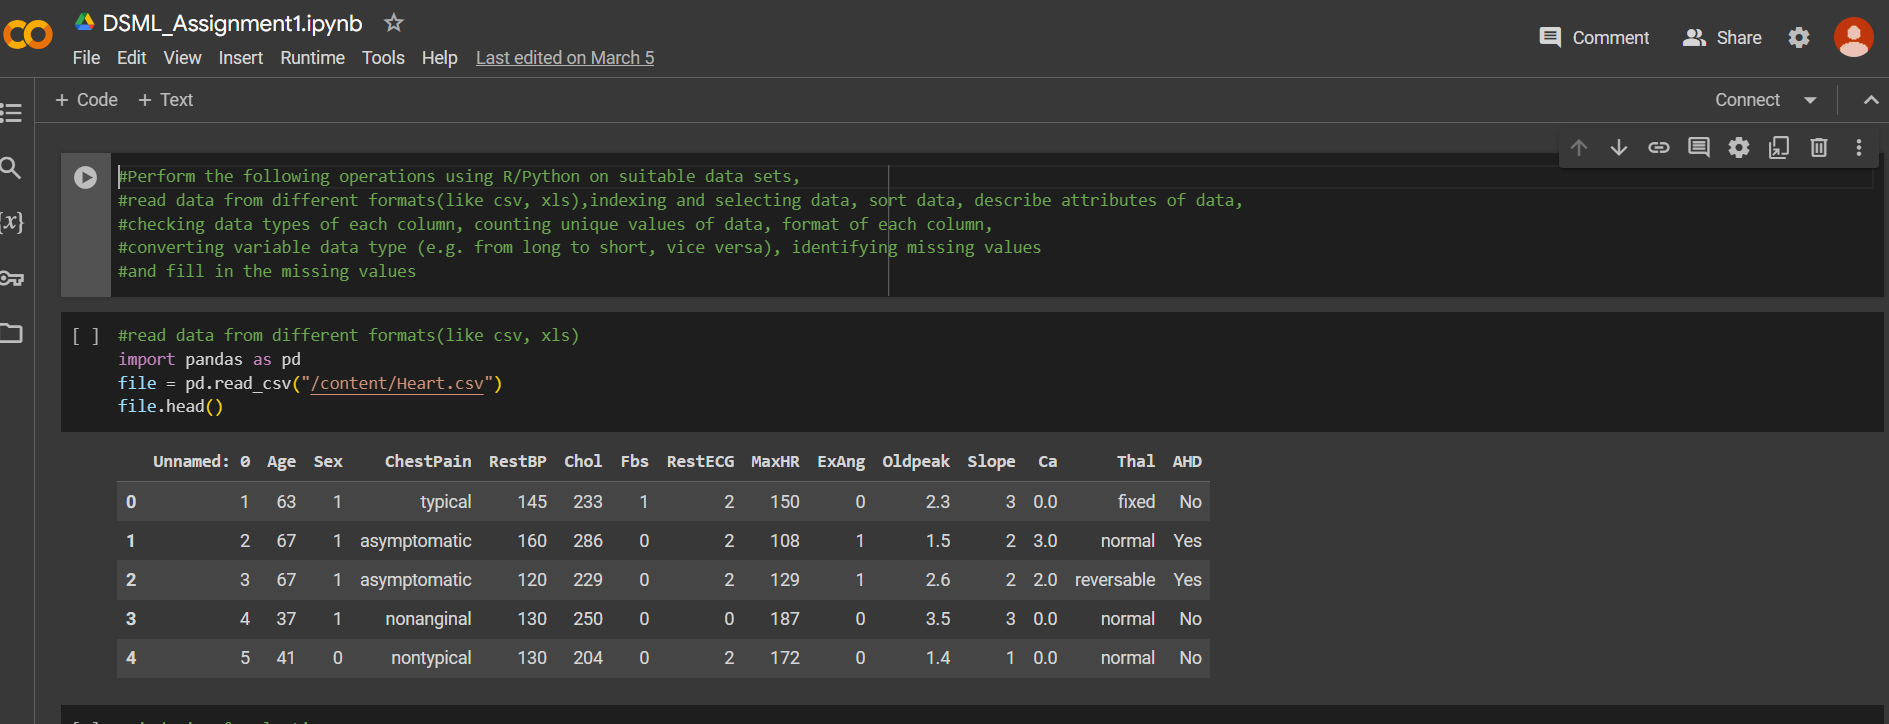 DSML_Assignment1.ipynb
File Edit View Insert Runtime Tools Help Last edited on March 5
Comment Share
+ Code + Text
Connect
#Perform the following operations using R/Python on suitable data sets,
#read data from different formats(like csv, xls),indexing and selecting data, sort data, describe attributes of data,
#checking data types of each column, counting unique values of data, format of each column,
#converting variable data type (e.g. from long to short, vice versa), identifying missing values
#and fill in the missing values
[ ] #read data from different formats(like csv, xls)
import pandas as pd
file = pd.read_csv("/content/Heart.csv")
file.head()
Unnamed: 0 Age Sex ChestPain RestBP Chol Fbs RestECG MaxHR ExAng Oldpeak Slope Ca Thal AHD
0 1 63 1 typical 145 233 1 2 150 0 2.3 3 0.0 fixed No
1 2 67 1 asymptomatic 160 286 0 2 108 1 1.5 2 3.0 normal Yes
2 3 67 1 asymptomatic 120 229 0 2 129 1 2.6 2 2.0 reversable Yes
3 4 37 1 nonanginal 130 250 0 0 187 0 3.5 3 0.0 normal No
4 5 41 0 nontypical 130 204 0 2 172 0 1.4 1 0.0 normal No